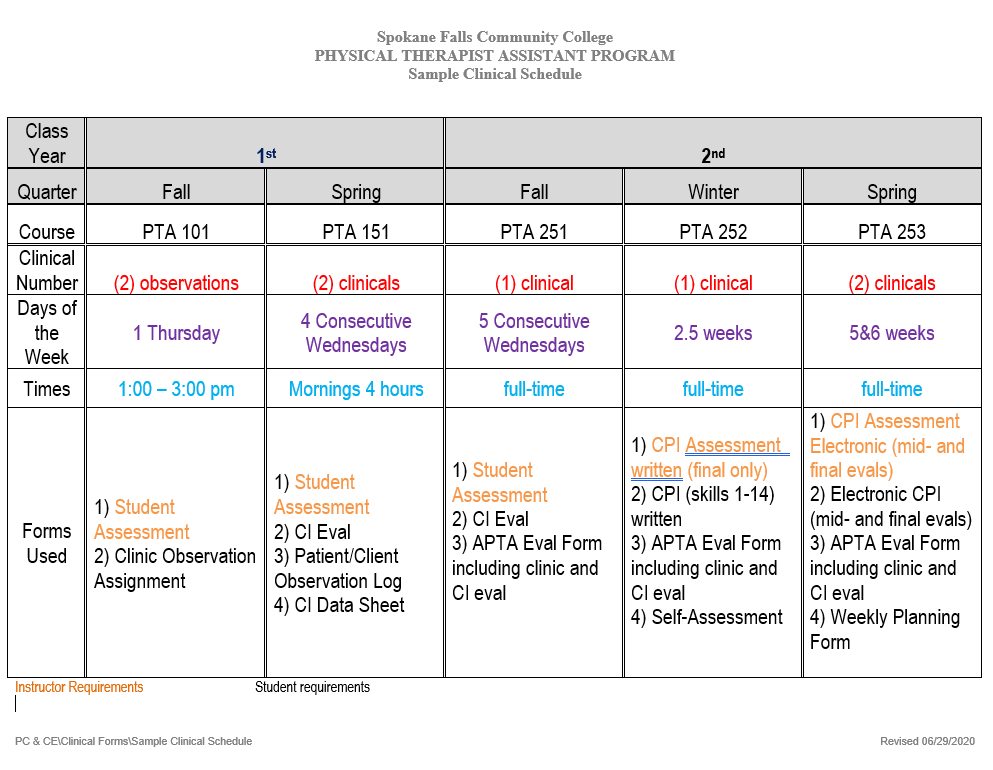 Spokane Falls Community College
PHYSICAL THERAPIST ASSISTANT PROGRAM
Sample Clinical Schedule
Class
Year
1st
2nd
Quarter
Fall
Spring
Fall
Winter
Spring
Course
PTA 101
PTA 151
PTA 251
PTA 252
PTA 253
Clinical
Number
(2) observations
(2) clinicals
(1) clinical
(1) clinical
(2) clinicals
Days of
the
Week
1 Thursday
4 Consecutive
Wednesdays
5 Consecutive
Wednesdays
2.5 weeks
5&6 weeks
Times
1:00 – 3:00 pm
Mornings 4 hours
full-time
full-time
full-time
Forms
Used
1) Student
Assessment
2) Clinic Observation
Assignment
1) Student
Assessment
2) CI Eval
3) Patient/Client
Observation Log
4) CI Data Sheet
1) Student
Assessment
2) CI Eval
3) APTA Eval Form
including clinic and
CI eval
1) CPI Assessment
written (final only)
2) CPI (skills 1-14)
written
3) APTA Eval Form
including clinic and
CI eval
4) Self-Assessment
1) CPI Assessment
Electronic (mid- and
final evals)
2) Electronic CPI
(mid- and final evals)
3) APTA Eval Form
including clinic and
CI eval
4) Weekly Planning
Form
Instructor Requirements
Student requirements
PC & CE\Clinical Forms\Sample Clinical Schedule
Revised 06/29/2020